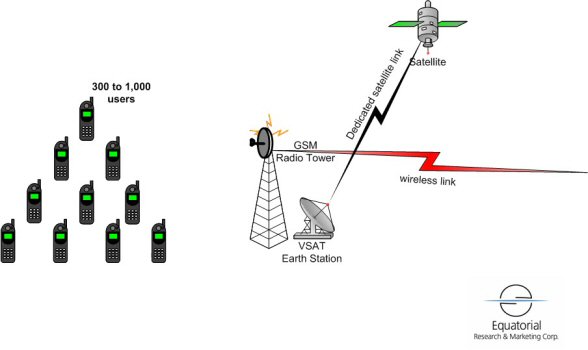 300 to 1,000
users
Satellite
Dedicated satellite link
GSM
Radio Tower
wireless link
VSAT
Earth Station
Equatorial
Research & Marketing Corp.